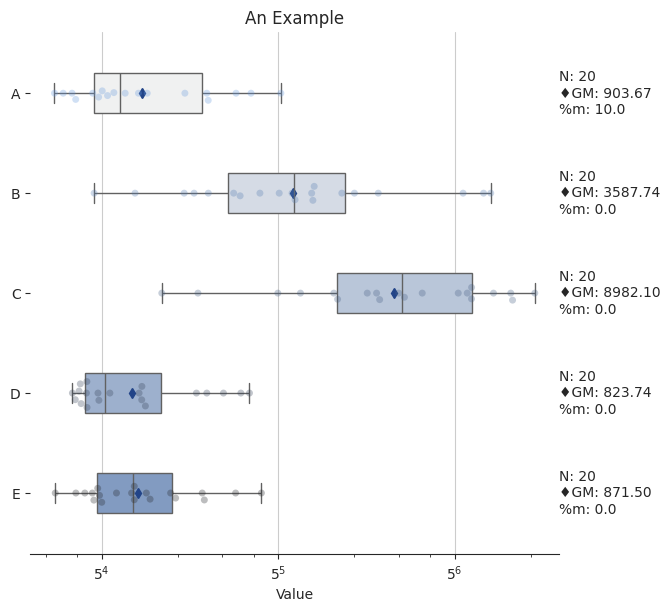 An Example
A
N: 20
♦GM: 903.67
%m: 10.0
B
N: 20
♦GM: 3587.74
%m: 0.0
C
N: 20
♦GM: 8982.10
%m: 0.0
D
N: 20
♦GM: 823.74
%m: 0.0
E
N: 20
♦GM: 871.50
%m: 0.0
5⁴ 5⁵ 5⁶
Value